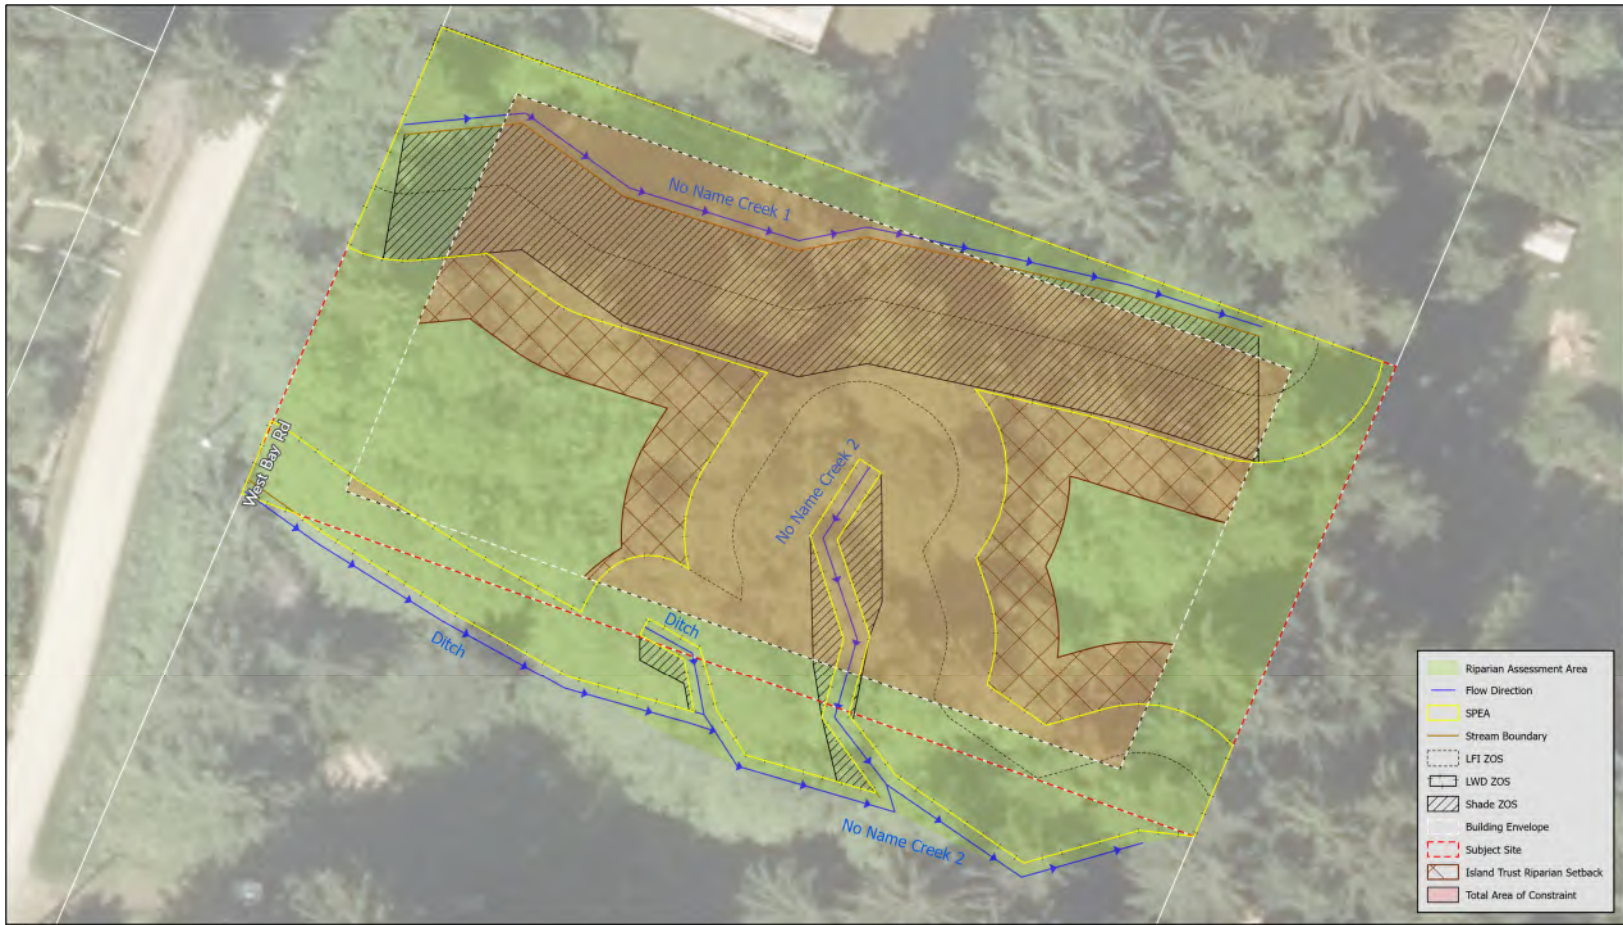 No Name Creek 1
No Name Creek 2
West Bay Rd
Ditch
Ditch
No Name Creek 2
Riparian Assessment Area
Flow Direction
SPEA
Stream Boundary
LFI ZOS
LWD ZOS
Shade ZOS
Building Envelope
Subject Site
Island Trust Riparian Setback
Total Area of Constraint